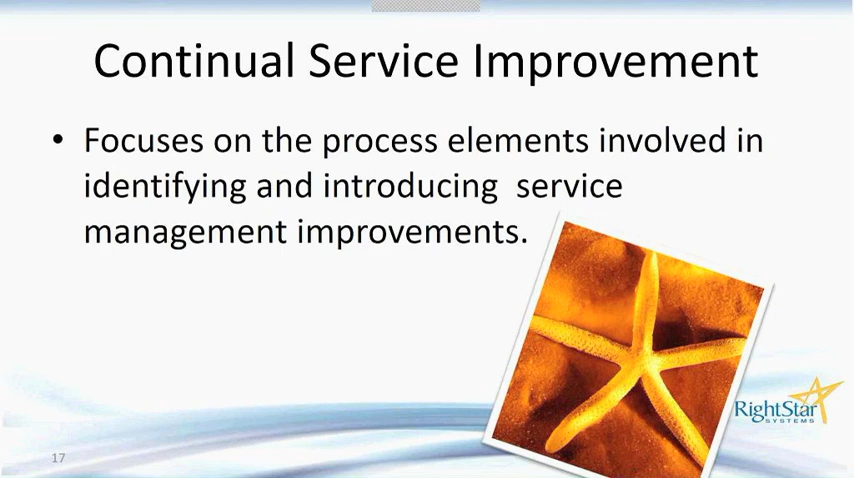 Continual Service Improvement
• Focuses on the process elements involved in
identifying and introducing  service
management improvements.
RightStar
SYSTEMS
17